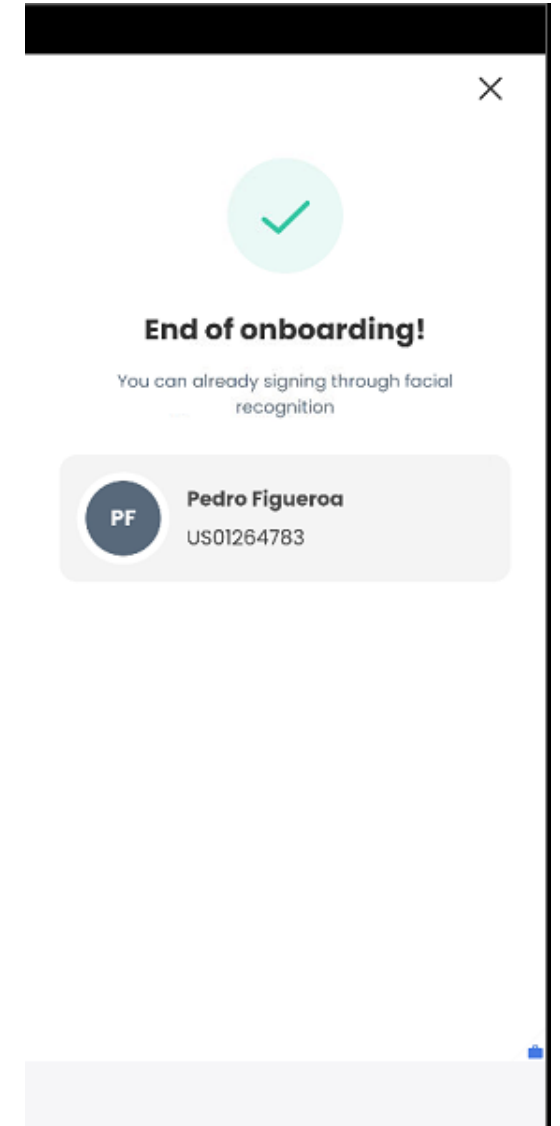 End of onboarding!
You can already signing through facial
recognition
PF
Pedro Figueroa
US01264783